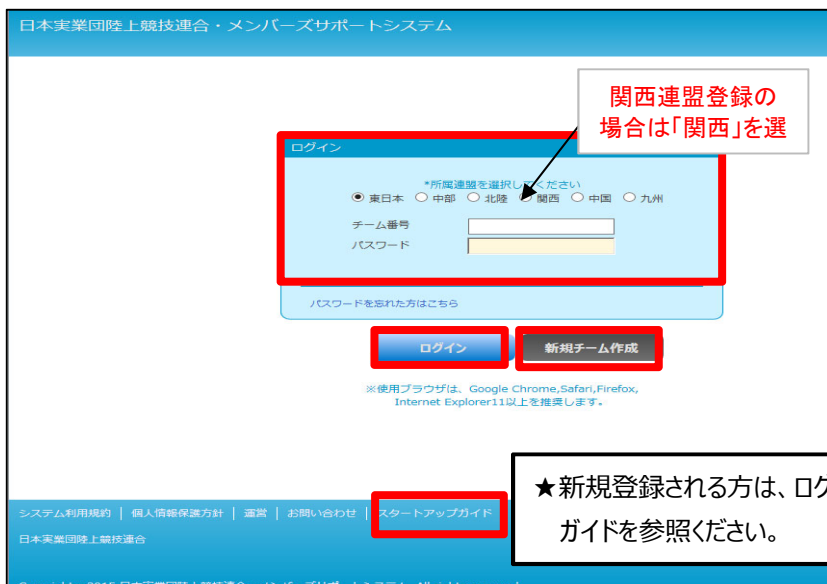 日本実業団陸上競技連合・メンバーズサポートシステム
関西連盟登録の
場合は「関西」を選
ログイン
*所属連盟を選択してください
東日本 中部 北陸 関西 中国 九州
チーム番号
パスワード
パスワードを忘れた方はこちら
ログイン 新規チーム作成
※使用ブラウザは、Google Chrome,Safari,Firefox,
Internet Explorer11以上を推奨します。
★新規登録される方は、ログ
ガイドを参照ください。
システム利用規約 | 個人情報保護方針 | 運営 | お問い合わせ | スタートアップガイド
日本実業団陸上競技連合